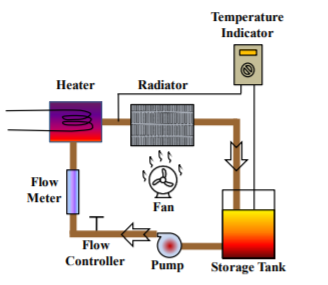 Temperature
Indicator
Heater
Radiator
Flow
Meter
Fan
Flow
Controller
Pump
Storage Tank